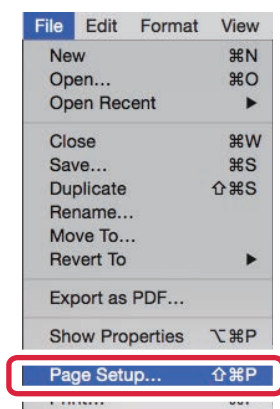 File Edit Format View
New ⌘N
Open... ⌘O
Open Recent ▶
Close ⌘W
Save... ⌘S
Duplicate ⇧⌘S
Rename...
Move To...
Revert To ▶
Export as PDF...
Show Properties ⌥⌘P
Page Setup... ⇧⌘P